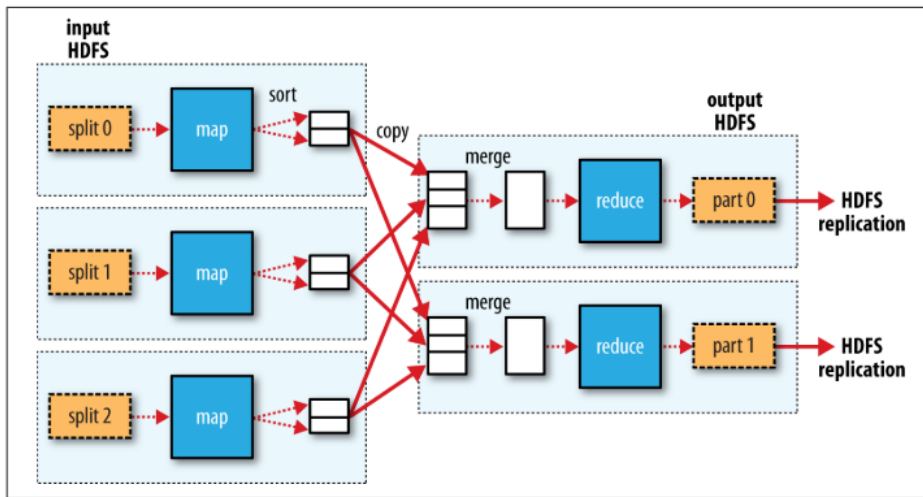 input
HDFS
split 0
map
sort
copy
output
HDFS
merge
reduce
part 0
HDFS
replication
split 1
map
merge
reduce
part 1
HDFS
replication
split 2
map